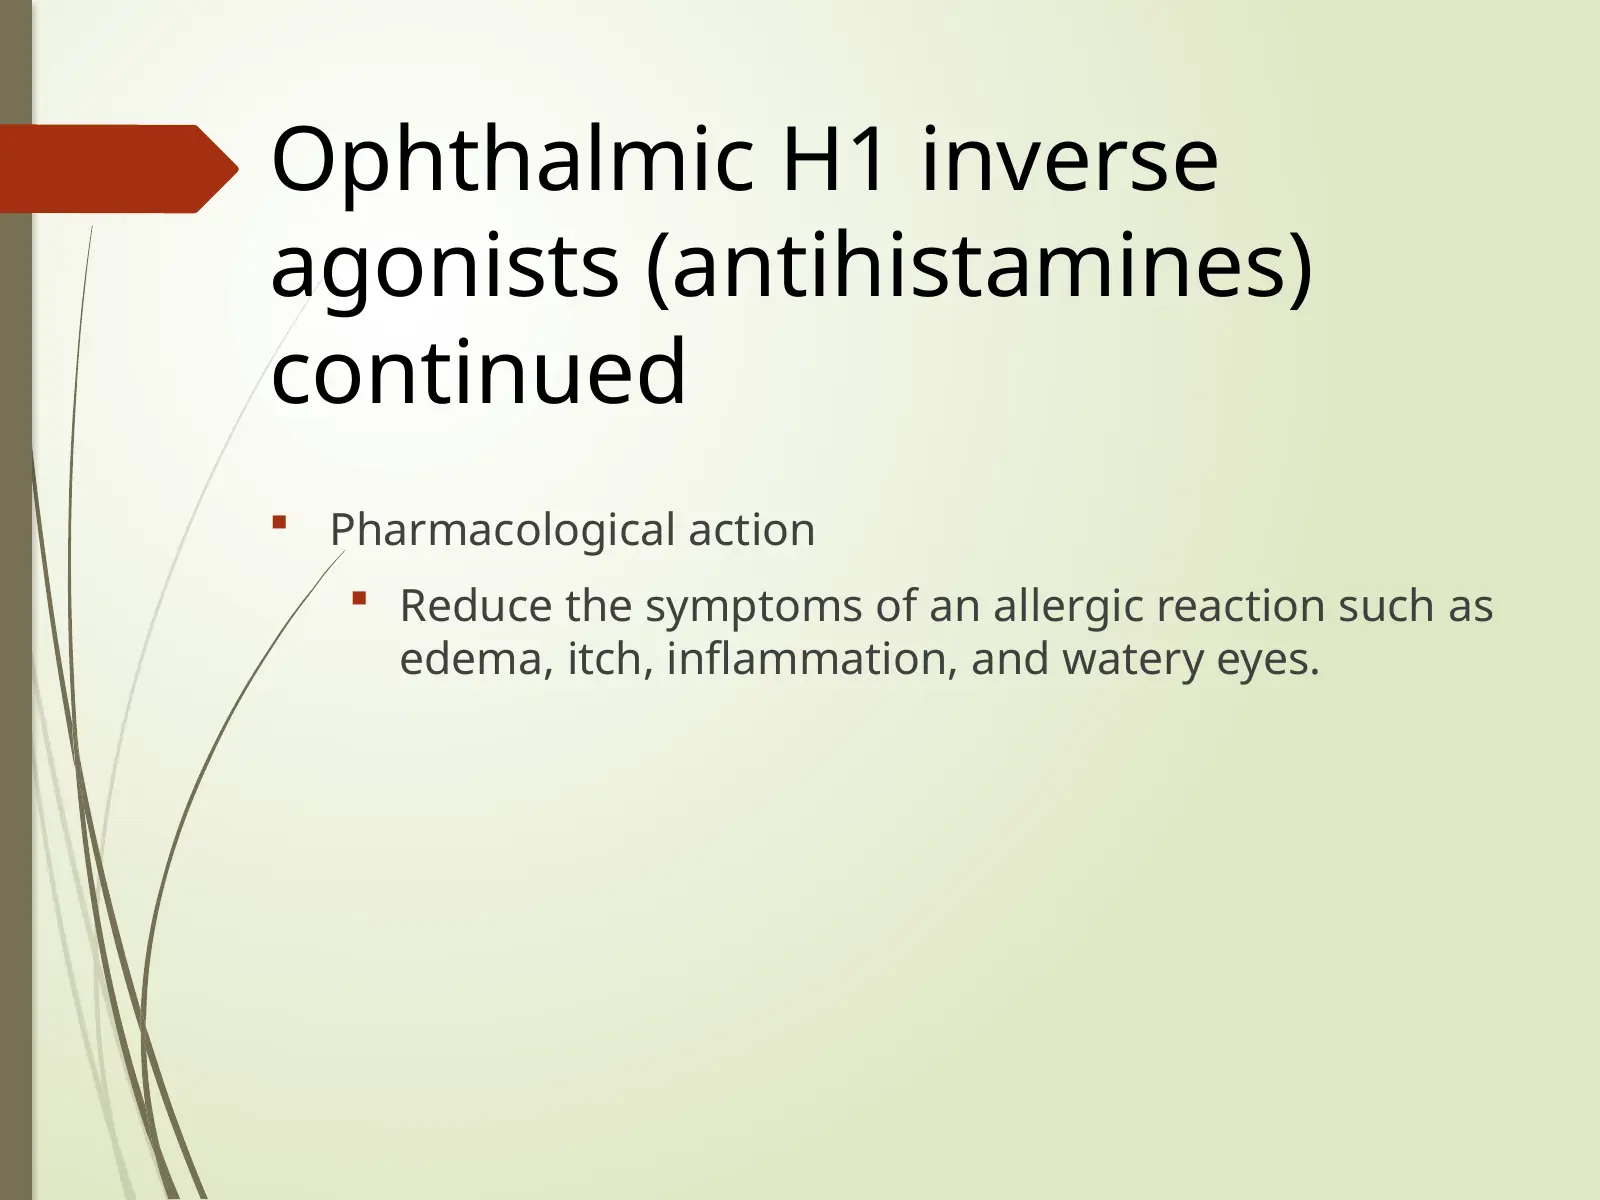 Ophthalmic H1 inverse
agonists (antihistamines)
continued
▪ Pharmacological action
▪ Reduce the symptoms of an allergic reaction such as
edema, itch, inflammation, and watery eyes.